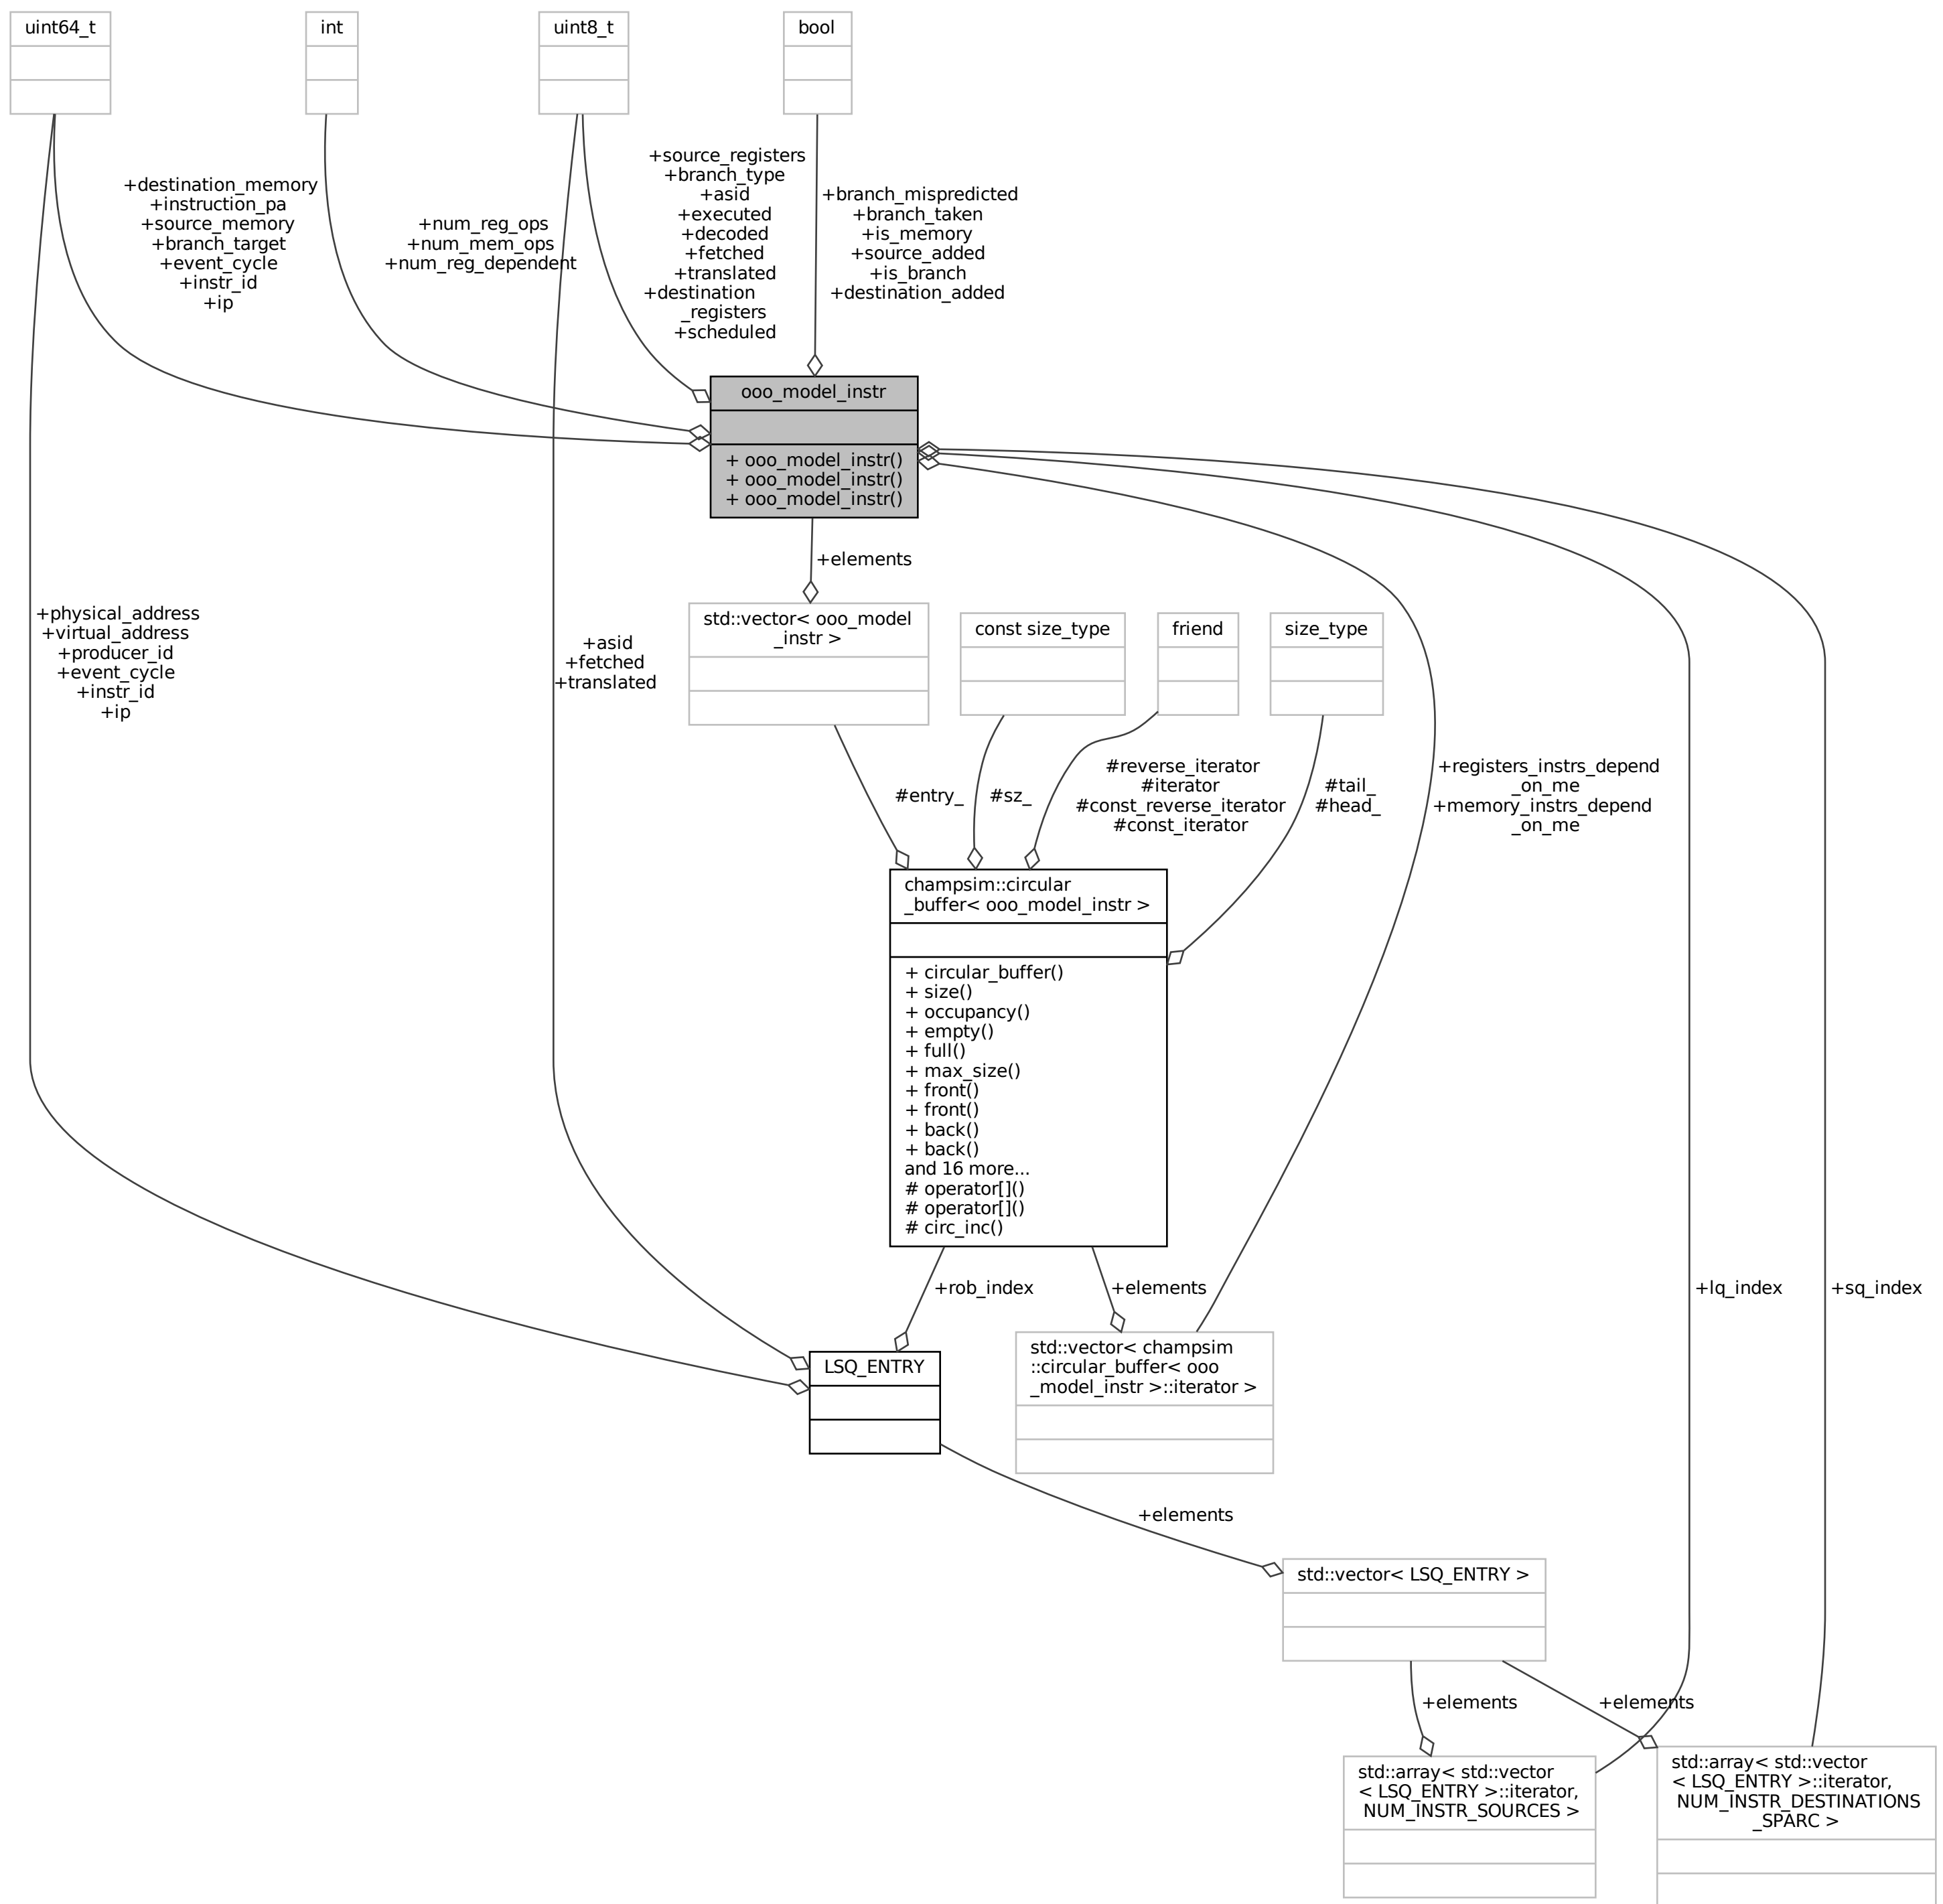 uint64_t
int
uint8_t
bool
+destination_memory
+instruction_pa
+source_memory
+branch_target
+event_cycle
+instr_id
+ip
+num_reg_ops
+num_mem_ops
+num_reg_dependent
+source_registers
+branch_type
+asid
+executed
+decoded
+fetched
+translated
+destination
_registers
+scheduled
+branch_mispredicted
+branch_taken
+is_memory
+source_added
+is_branch
+destination_added
ooo_model_instr
+ ooo_model_instr()
+ ooo_model_instr()
+ ooo_model_instr()
+elements
+physical_address
+virtual_address
+producer_id
+event_cycle
+instr_id
+ip
+asid
+fetched
+translated
std::vector< ooo_model
_instr >
const size_type
friend
size_type
#entry_
#sz_
#reverse_iterator
#iterator
#const_reverse_iterator
#const_iterator
#tail_
#head_
+registers_instrs_depend
_on_me
+memory_instrs_depend
_on_me
champsim::circular
_buffer< ooo_model_instr >
+ circular_buffer()
+ size()
+ occupancy()
+ empty()
+ full()
+ max_size()
+ front()
+ front()
+ back()
+ back()
and 16 more...
# operator[]()
# operator[]()
# circ_inc()
+rob_index
+elements
+lq_index
+sq_index
LSQ_ENTRY
std::vector< champsim
::circular_buffer< ooo
_model_instr >::iterator >
+elements
std::vector< LSQ_ENTRY >
+elements
+elements
std::array< std::vector
< LSQ_ENTRY >::iterator,
NUM_INSTR_SOURCES >
std::array< std::vector
< LSQ_ENTRY >::iterator,
NUM_INSTR_DESTINATIONS
_SPARC >